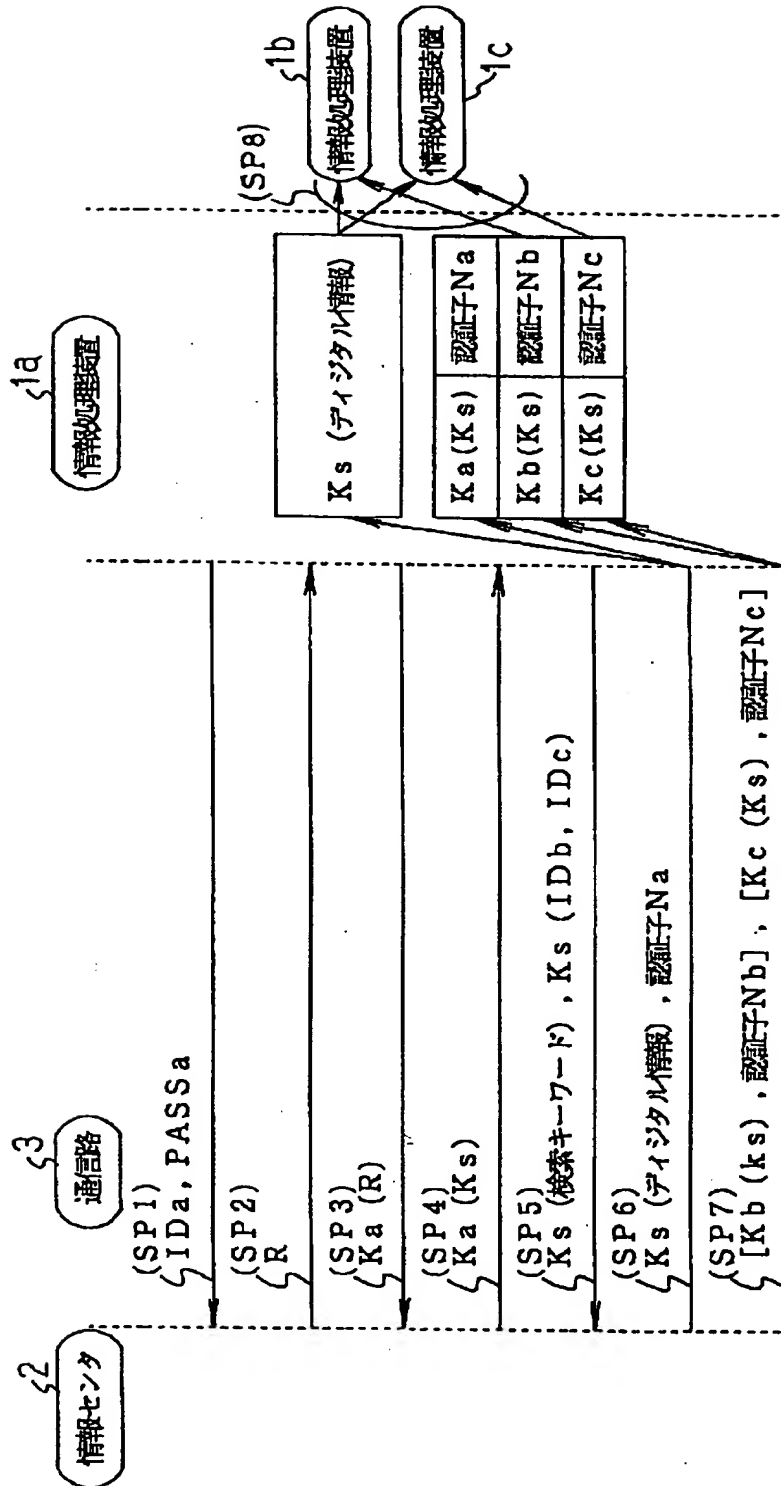 2
情報センタ
3
通信路
1a
情報処理装置
(SP1)
IDa, PASSa
(SP2)
R
(SP3)
Ka (R)
(SP4)
Ka (Ks)
(SP5)
Ks (検索キーワード), Ks (IDb, IDc)
(SP6)
Ks (ディジタル情報), 認証子Na
(SP7)
[Kb (ks), 認証子Nb], [Kc (Ks), 認証子Nc]
Ks (ディジタル情報)
Ka(Ks) 認証子Na
Kb(Ks) 認証子Nb
Kc(Ks) 認証子Nc
(SP8)
1b
情報処理装置
情報処理装置
1c